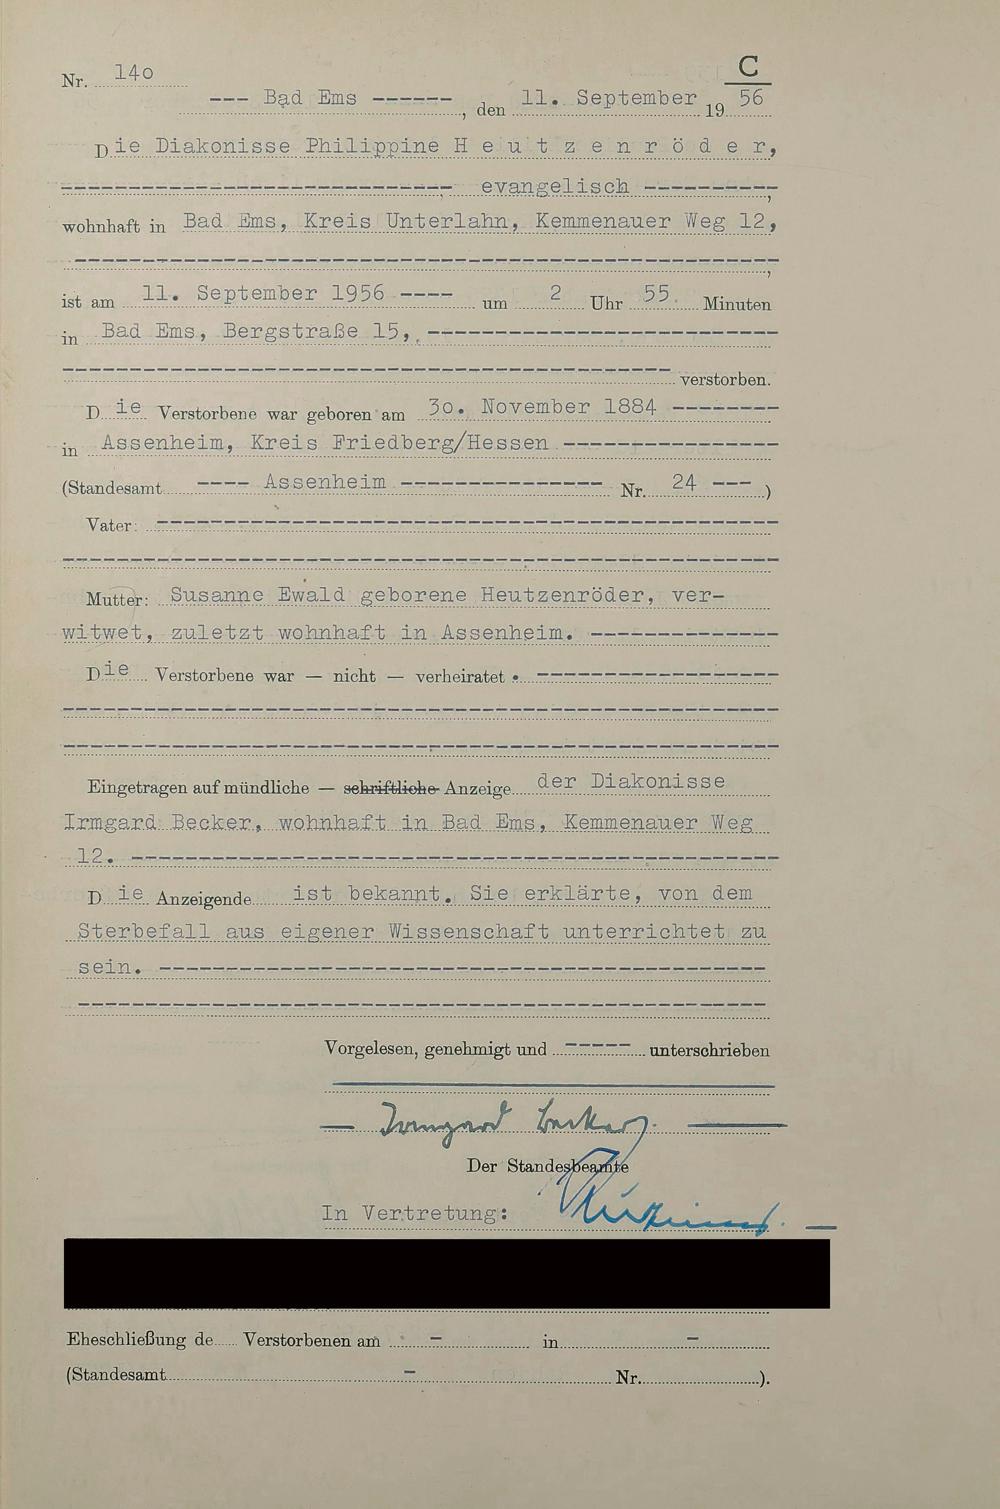 C
Nr. 14o
--- Bad Ems ------, den 11. September 1956
Die Diakonisse Philippine H e u t z e n r ö d e r,
----------------------------- evangelisch ----------,
wohnhaft in Bad Ems, Kreis Unterlahn, Kemmenauer Weg 12,
----------------------------------------------------,
ist am 11. September 1956 ---- um 2 Uhr 55 Minuten
in Bad Ems, Bergstraße 15, --------------------------
--------------------------------------------- verstorben.
Die Verstorbene war geboren am 3o. November 1884 --------
in Assenheim, Kreis Friedberg/Hessen ----------------
(Standesamt ---- Assenheim --------------- Nr. 24 --- )
Vater: ----------------------------------------------
-----------------------------------------------------
Mutter: Susanne Ewald geborene Heutzenröder, ver-
witwet, zuletzt wohnhaft in Assenheim. --------------
Die Verstorbene war — nicht — verheiratet . ------------------
-----------------------------------------------------
-----------------------------------------------------
Eingetragen auf mündliche — schriftliche Anzeige der Diakonisse
Irmgard Becker, wohnhaft in Bad Ems, Kemmenauer Weg
12. ------------------------------------------------
Die Anzeigende ist bekannt. Sie erklärte, von dem
Sterbefall aus eigener Wissenschaft unterrichtet zu
sein. ---------------------------------------------
---------------------------------------------------
Vorgelesen, genehmigt und ----- unterschrieben
— Irmgard Becker. —
Der Standesbeamte
In Vertretung:
Eheschließung de Verstorbenen am - in -
(Standesamt - Nr. ).